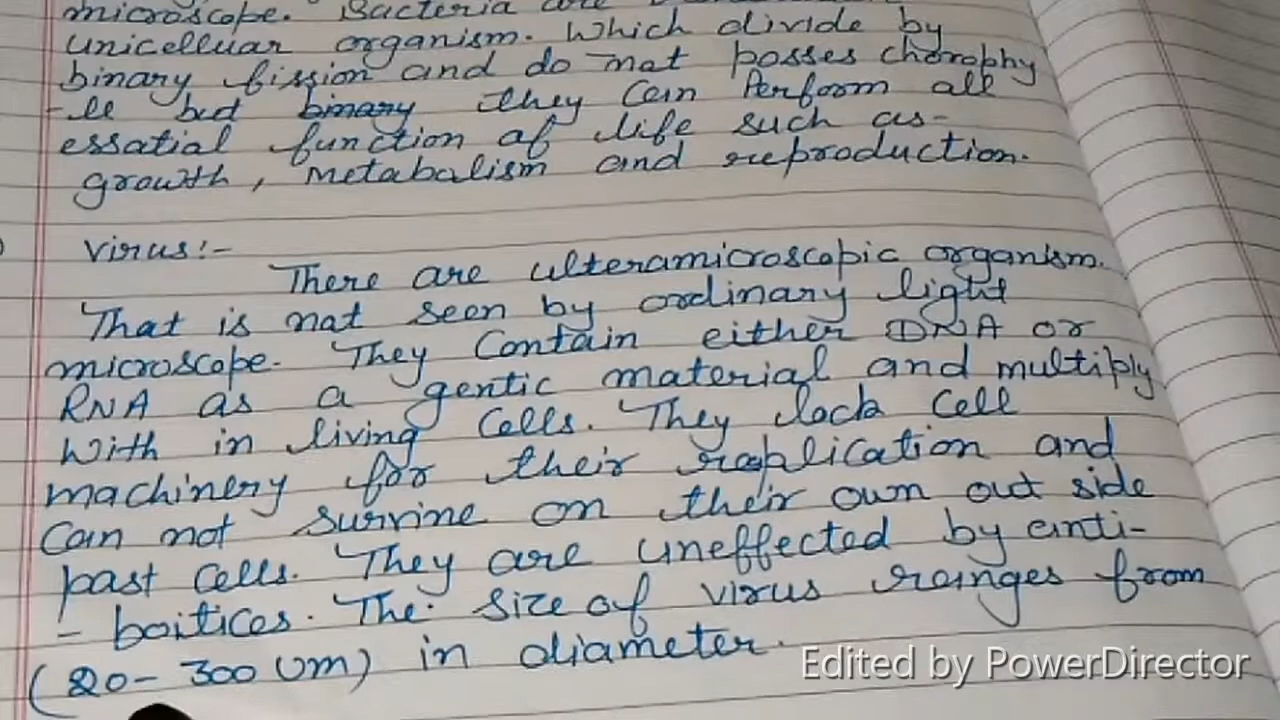 microscope. Bacteria are
unicelluar organism. Which divide by
binary fission and do not posses chorophy
-ll but binary they can Perform all
essatial function of life such as-
growth, Metabalism and reproduction.
Virus:-
There are ulteramicroscopic organism.
That is not seen by ordinary light
microscope. They Contain either DNA or
RNA as a gentic material and multiply
With in living Cells. They lack Cell
machinery for their replication and
Can not survine on their own out side
past Cells. They are uneffected by anti-
- boitices. The. Size of virus ranges from
(20- 300 Um) in diameter.
Edited by PowerDirector